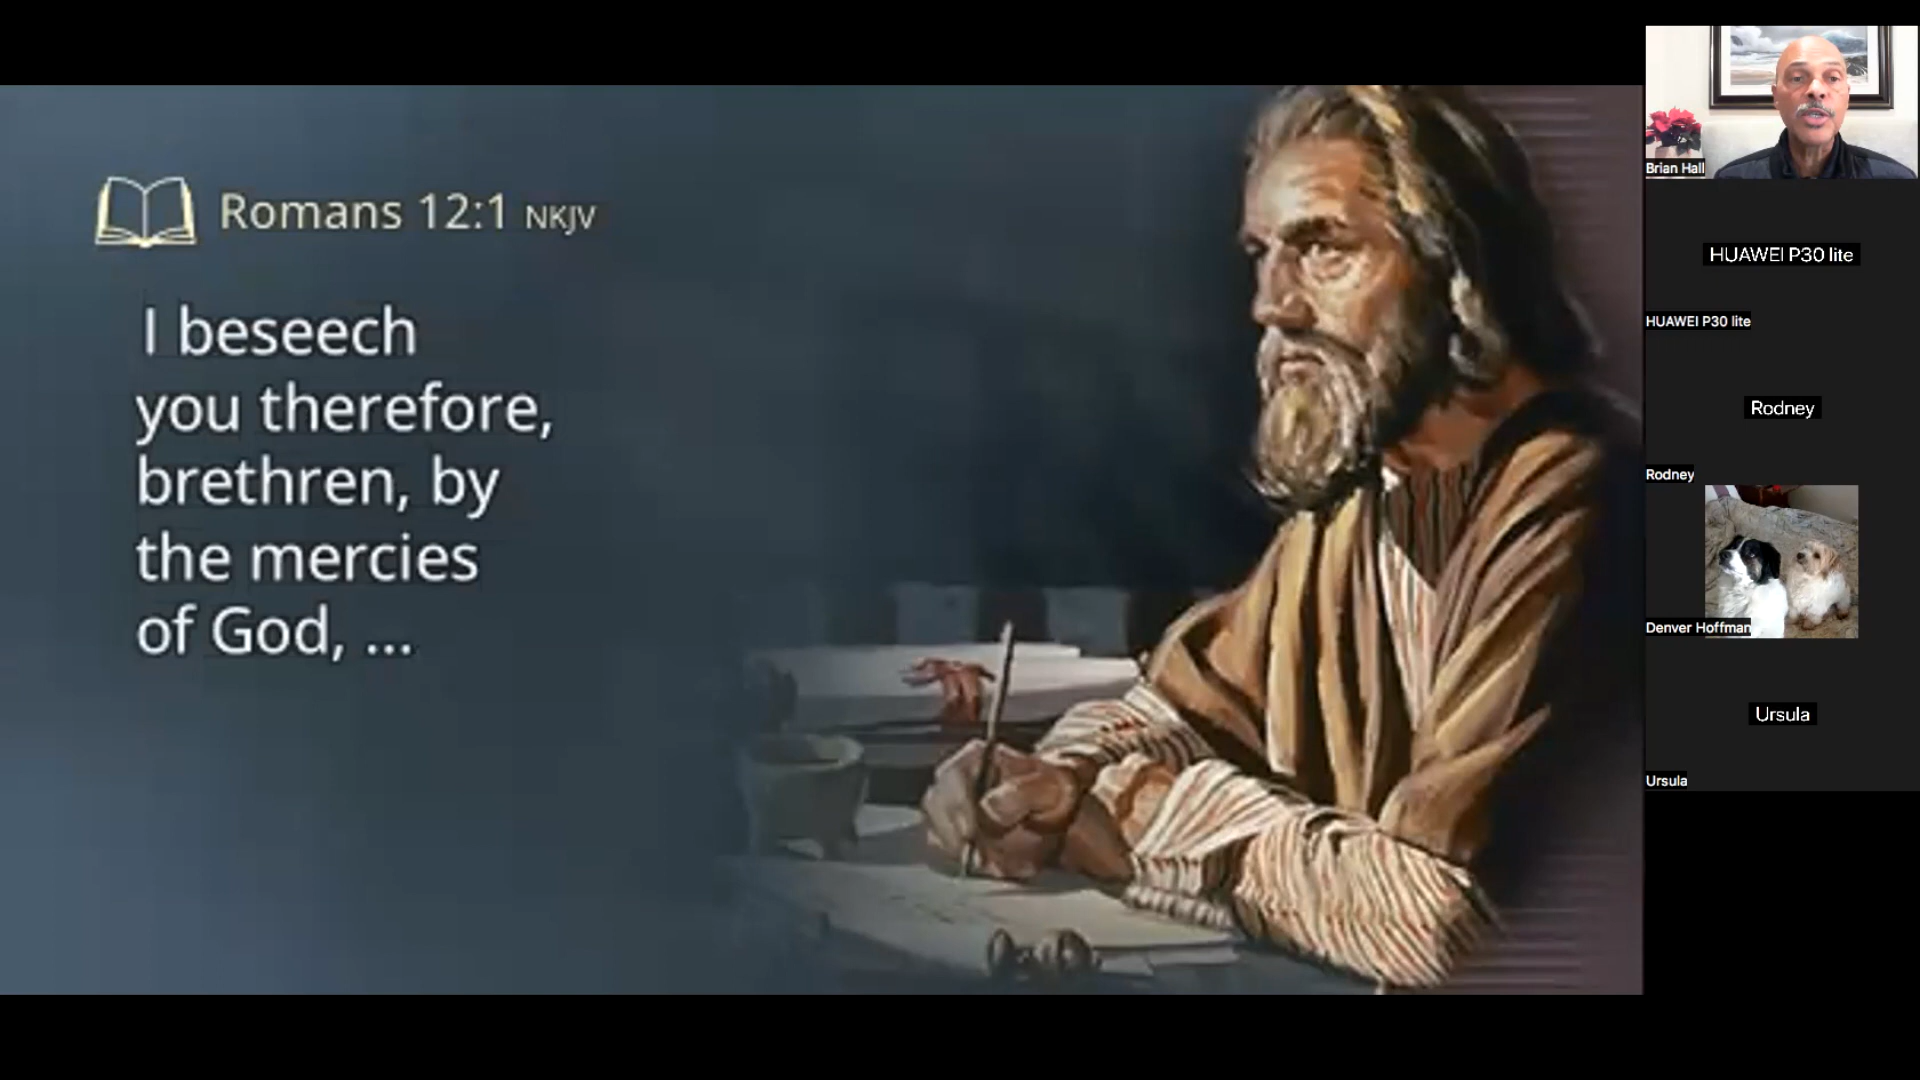 Romans 12:1 NKJV
I beseech
you therefore,
brethren, by
the mercies
of God, ...
Brian Hall
HUAWEI P30 lite
HUAWEI P30 lite
Rodney
Rodney
Denver Hoffman
Ursula
Ursula